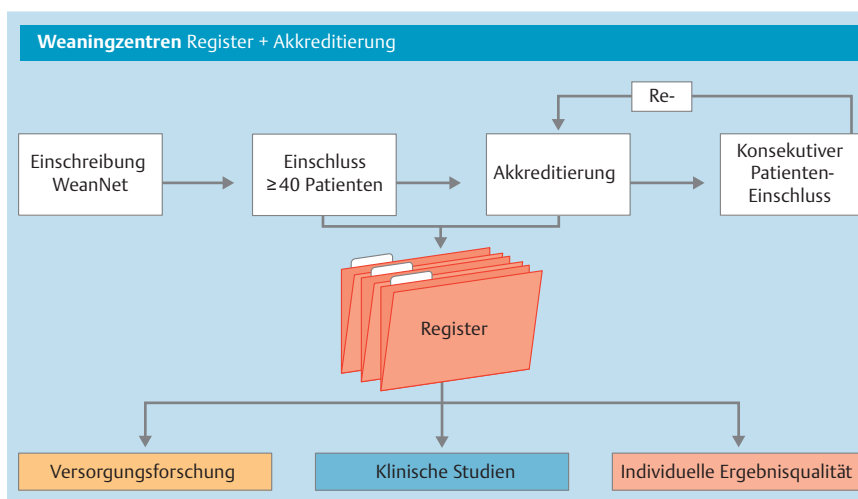 Weaningzentren Register + Akkreditierung
Re-
Einschreibung
WeanNet
Einschluss
≥40 Patienten
Akkreditierung
Konsekutiver
Patienten-
Einschluss
Register
Versorgungsforschung
Klinische Studien
Individuelle Ergebnisqualität